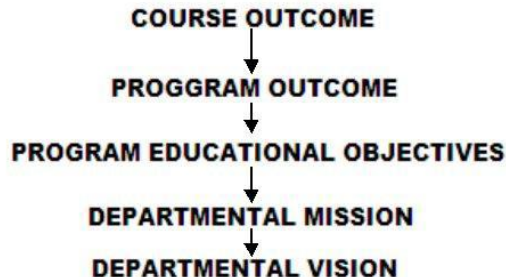 COURSE OUTCOME
PROGGRAM OUTCOME
PROGRAM EDUCATIONAL OBJECTIVES
DEPARTMENTAL MISSION
DEPARTMENTAL VISION